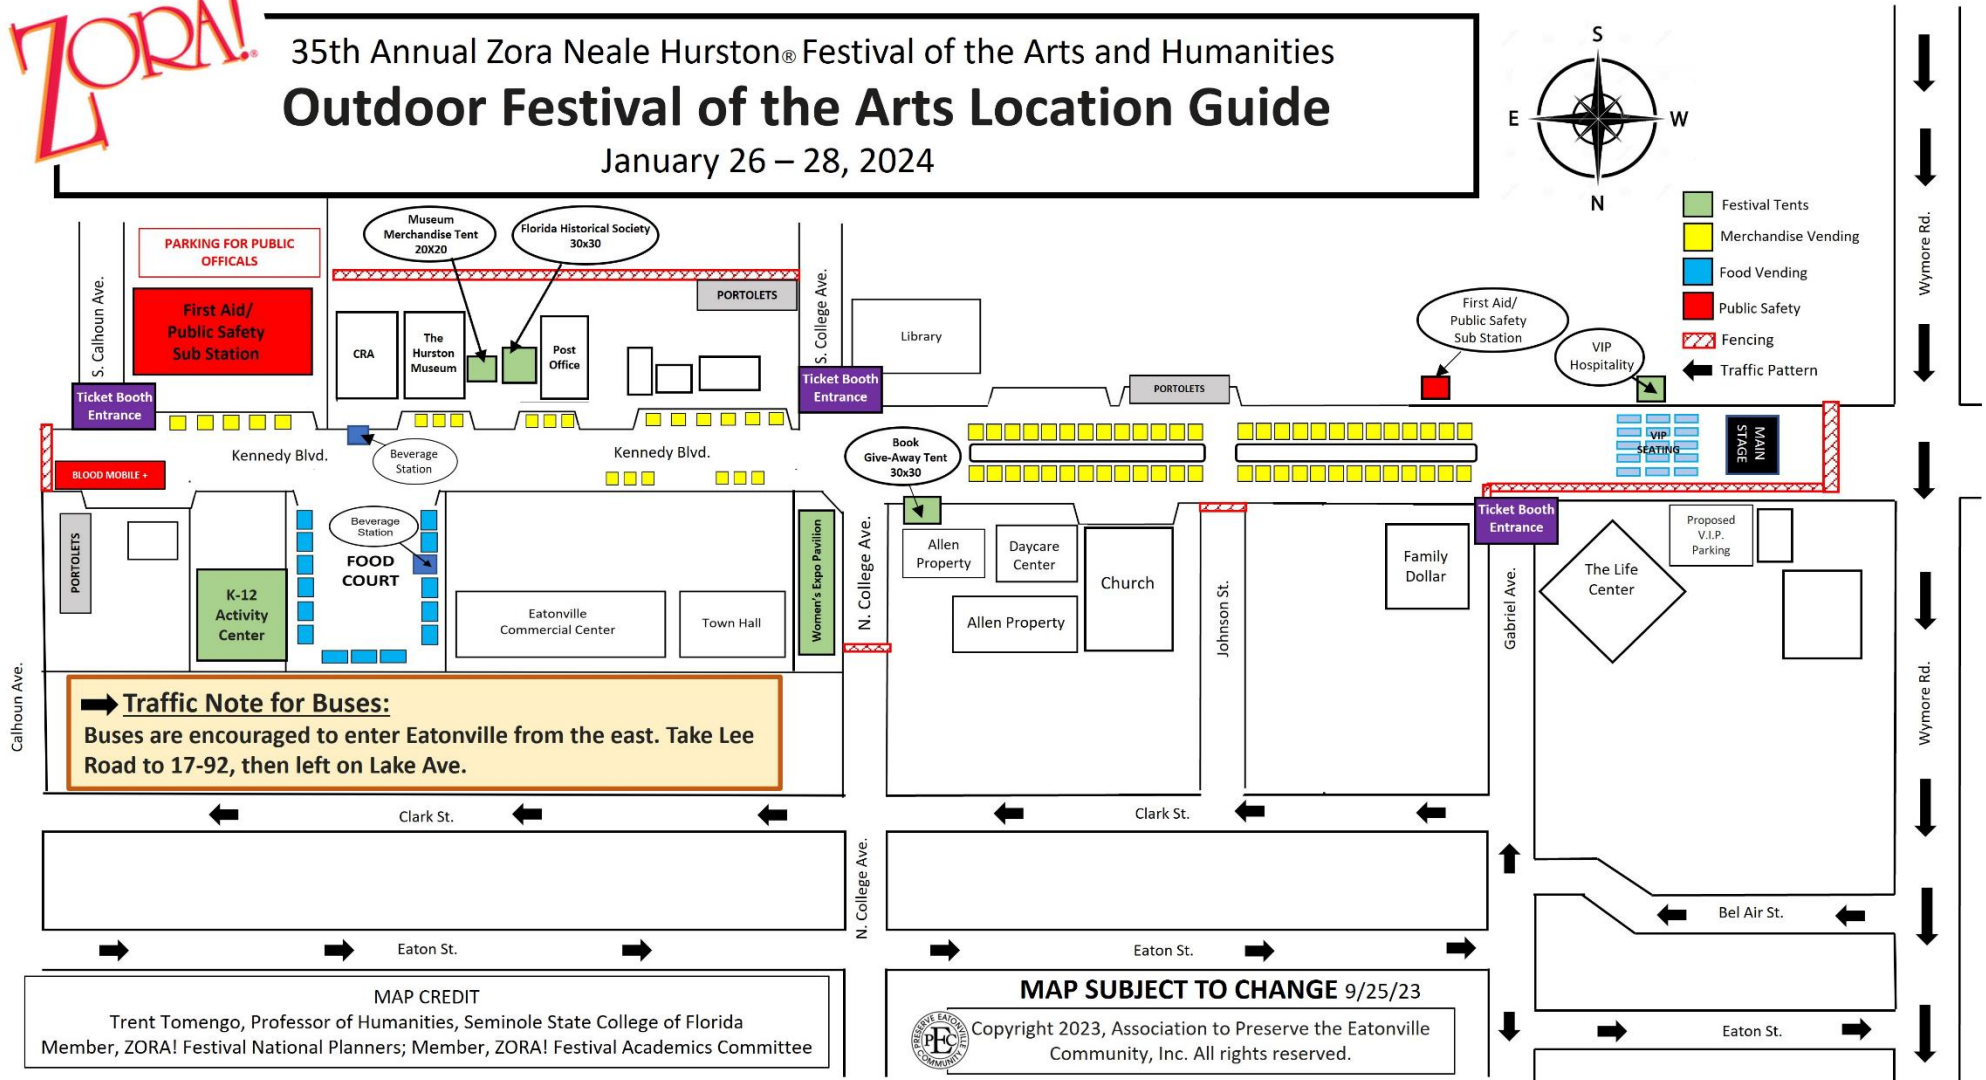 ZORA!®
35th Annual Zora Neale Hurston® Festival of the Arts and Humanities
Outdoor Festival of the Arts Location Guide
January 26 – 28, 2024
S
E
W
N
Festival Tents
Merchandise Vending
Food Vending
Public Safety
Fencing
Traffic Pattern
Wymore Rd.
S. Calhoun Ave.
PARKING FOR PUBLIC
OFFICALS
First Aid/
Public Safety
Sub Station
Museum
Merchandise Tent
20X20
Florida Historical Society
30x30
PORTOLETS
S. College Ave.
CRA
The
Hurston
Museum
Post
Office
Library
First Aid/
Public Safety
Sub Station
VIP
Hospitality
Ticket Booth
Entrance
Ticket Booth
Entrance
PORTOLETS
Kennedy Blvd.
Beverage
Station
Kennedy Blvd.
Book
Give-Away Tent
30x30
VIP
SEATING
MAIN
STAGE
BLOOD MOBILE +
PORTOLETS
K-12
Activity
Center
Beverage
Station
FOOD
COURT
Eatonville
Commercial Center
Town Hall
Women's Expo Pavilion
N. College Ave.
Allen
Property
Daycare
Center
Church
Allen Property
Johnson St.
Family
Dollar
Ticket Booth
Entrance
Gabriel Ave.
The Life
Center
Proposed
V.I.P.
Parking
Wymore Rd.
Calhoun Ave.
Traffic Note for Buses:
Buses are encouraged to enter Eatonville from the east. Take Lee
Road to 17-92, then left on Lake Ave.
Clark St.
Clark St.
N. College Ave.
Bel Air St.
Eaton St.
Eaton St.
Eaton St.
MAP CREDIT
Trent Tomengo, Professor of Humanities, Seminole State College of Florida
Member, ZORA! Festival National Planners; Member, ZORA! Festival Academics Committee
MAP SUBJECT TO CHANGE 9/25/23
PRESERVE EATONVILLE COMMUNITY
PEC
Copyright 2023, Association to Preserve the Eatonville
Community, Inc. All rights reserved.